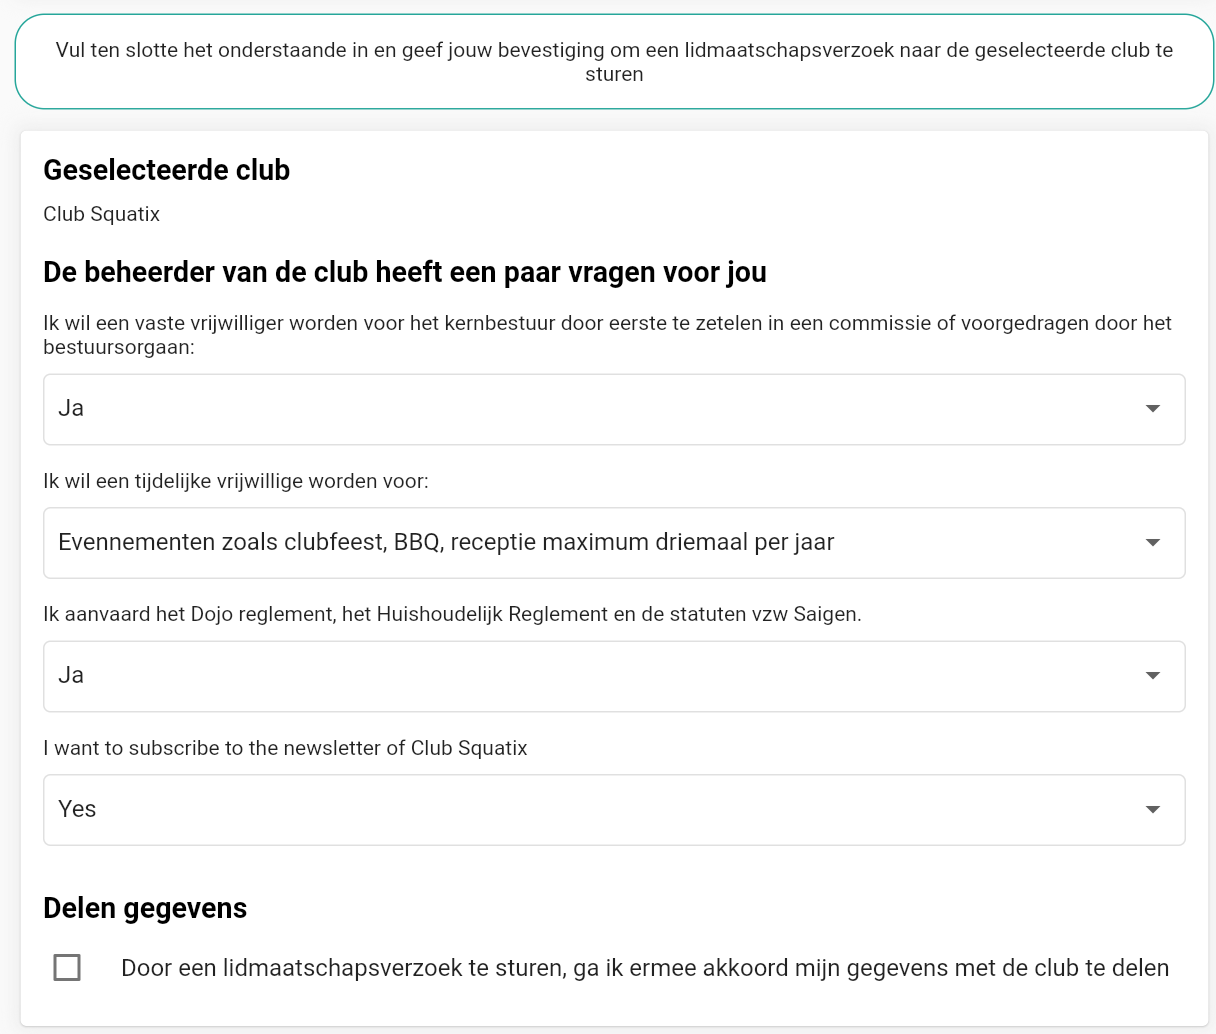 Vul ten slotte het onderstaande in en geef jouw bevestiging om een lidmaatschapsverzoek naar de geselecteerde club te
sturen
Geselecteerde club
Club Squatix
De beheerder van de club heeft een paar vragen voor jou
Ik wil een vaste vrijwilliger worden voor het kernbestuur door eerste te zetelen in een commissie of voorgedragen door het
bestuursorgaan:
Ja
Ik wil een tijdelijke vrijwillige worden voor:
Evennementen zoals clubfeest, BBQ, receptie maximum driemaal per jaar
Ik aanvaard het Dojo reglement, het Huishoudelijk Reglement en de statuten vzw Saigen.
Ja
I want to subscribe to the newsletter of Club Squatix
Yes
Delen gegevens
Door een lidmaatschapsverzoek te sturen, ga ik ermee akkoord mijn gegevens met de club te delen